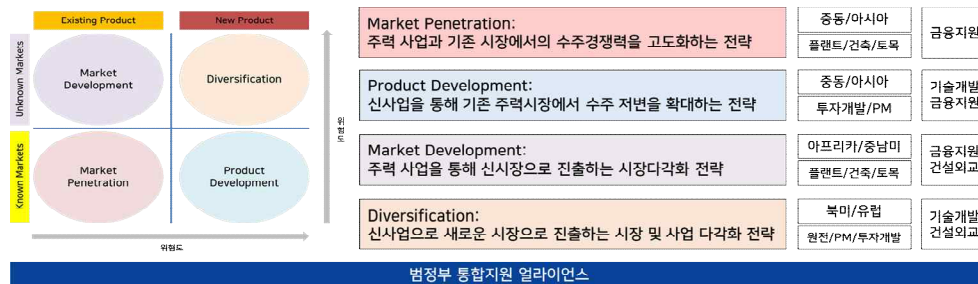 Existing Product
New Product
Unknown Markets
Known Markets
Market
Development
Diversification
Market
Penetration
Product
Development
위험도
위험도
Market Penetration:
주력 사업과 기존 시장에서의 수주경쟁력을 고도화하는 전략
중동/아시아
플랜트/건축/토목
금융지원
Product Development:
신사업을 통해 기존 주력시장에서 수주 저변을 확대하는 전략
중동/아시아
투자개발/PM
기술개발
금융지원
Market Development:
주력 사업을 통해 신시장으로 진출하는 시장다각화 전략
아프리카/중남미
플랜트/건축/토목
금융지원
건설외교
Diversification:
신사업으로 새로운 시장으로 진출하는 시장 및 사업 다각화 전략
북미/유럽
원전/PM/투자개발
기술개발
건설외교
범정부 통합지원 얼라이언스